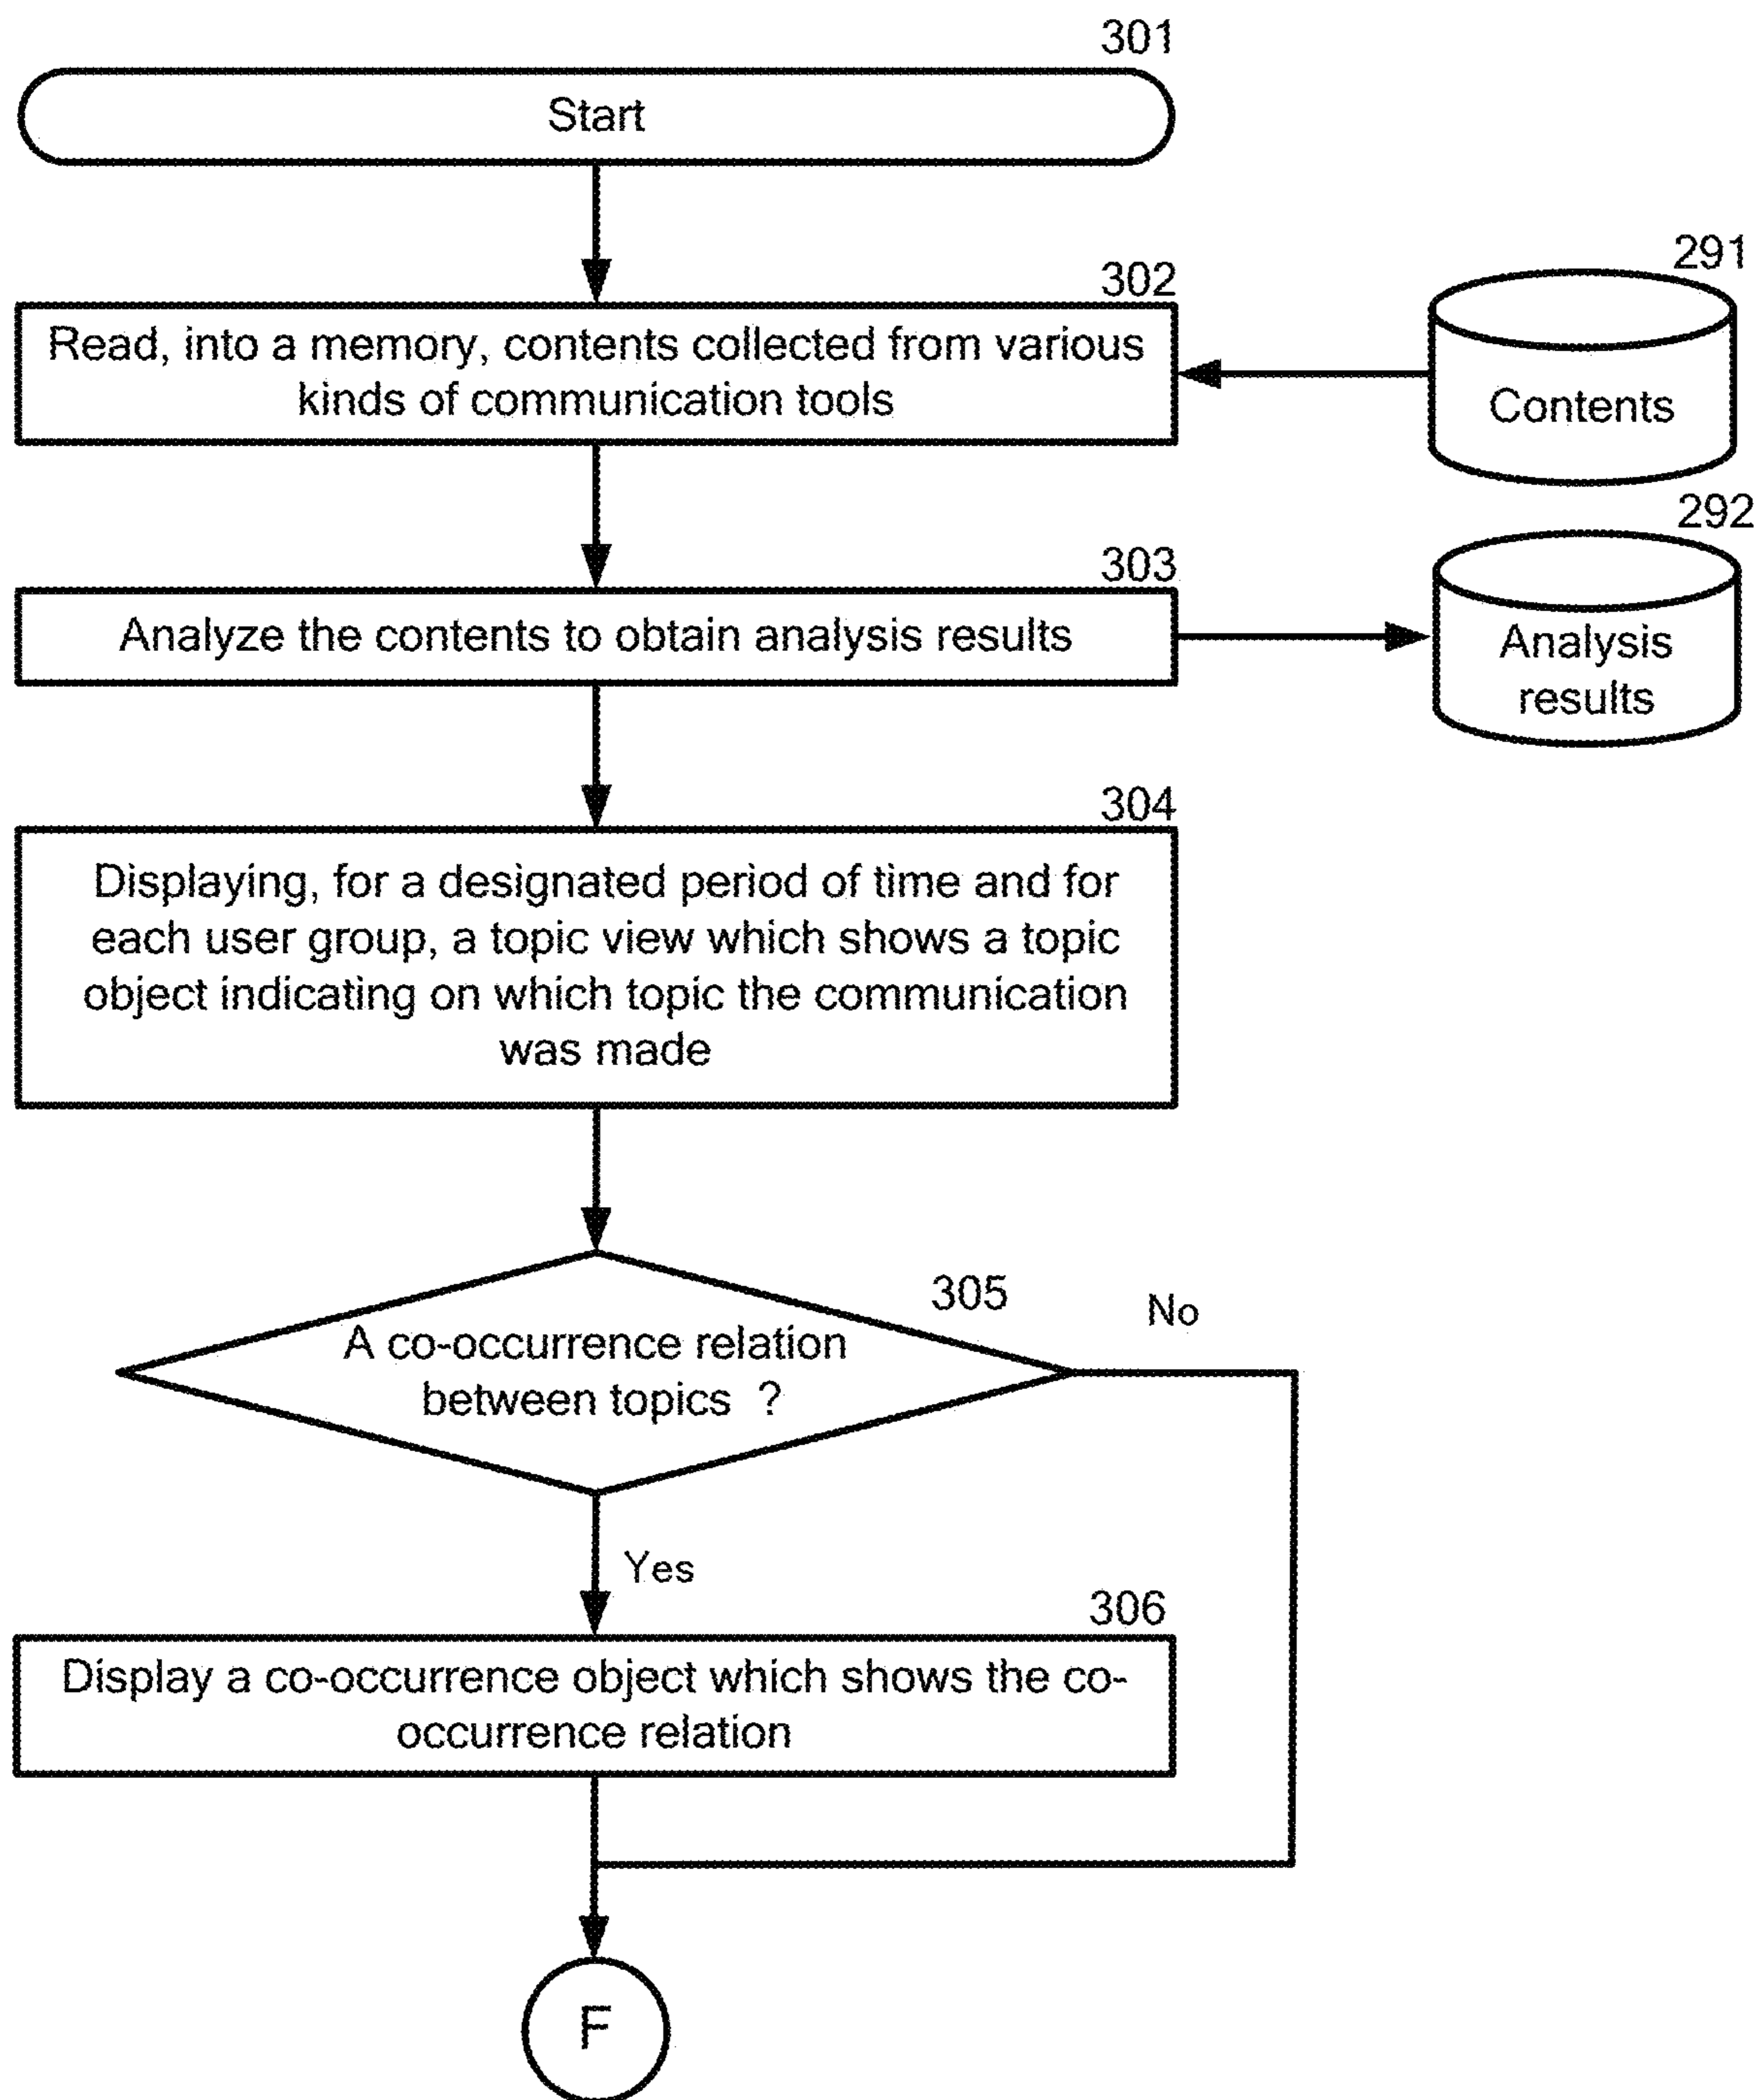 301
Start
302
Read, into a memory, contents collected from various
kinds of communication tools
291
Contents
303
Analyze the contents to obtain analysis results
292
Analysis
results
304
Displaying, for a designated period of time and for
each user group, a topic view which shows a topic
object indicating on which topic the communication
was made
305
A co-occurrence relation
between topics ?
No
Yes
306
Display a co-occurrence object which shows the co-
occurrence relation
F